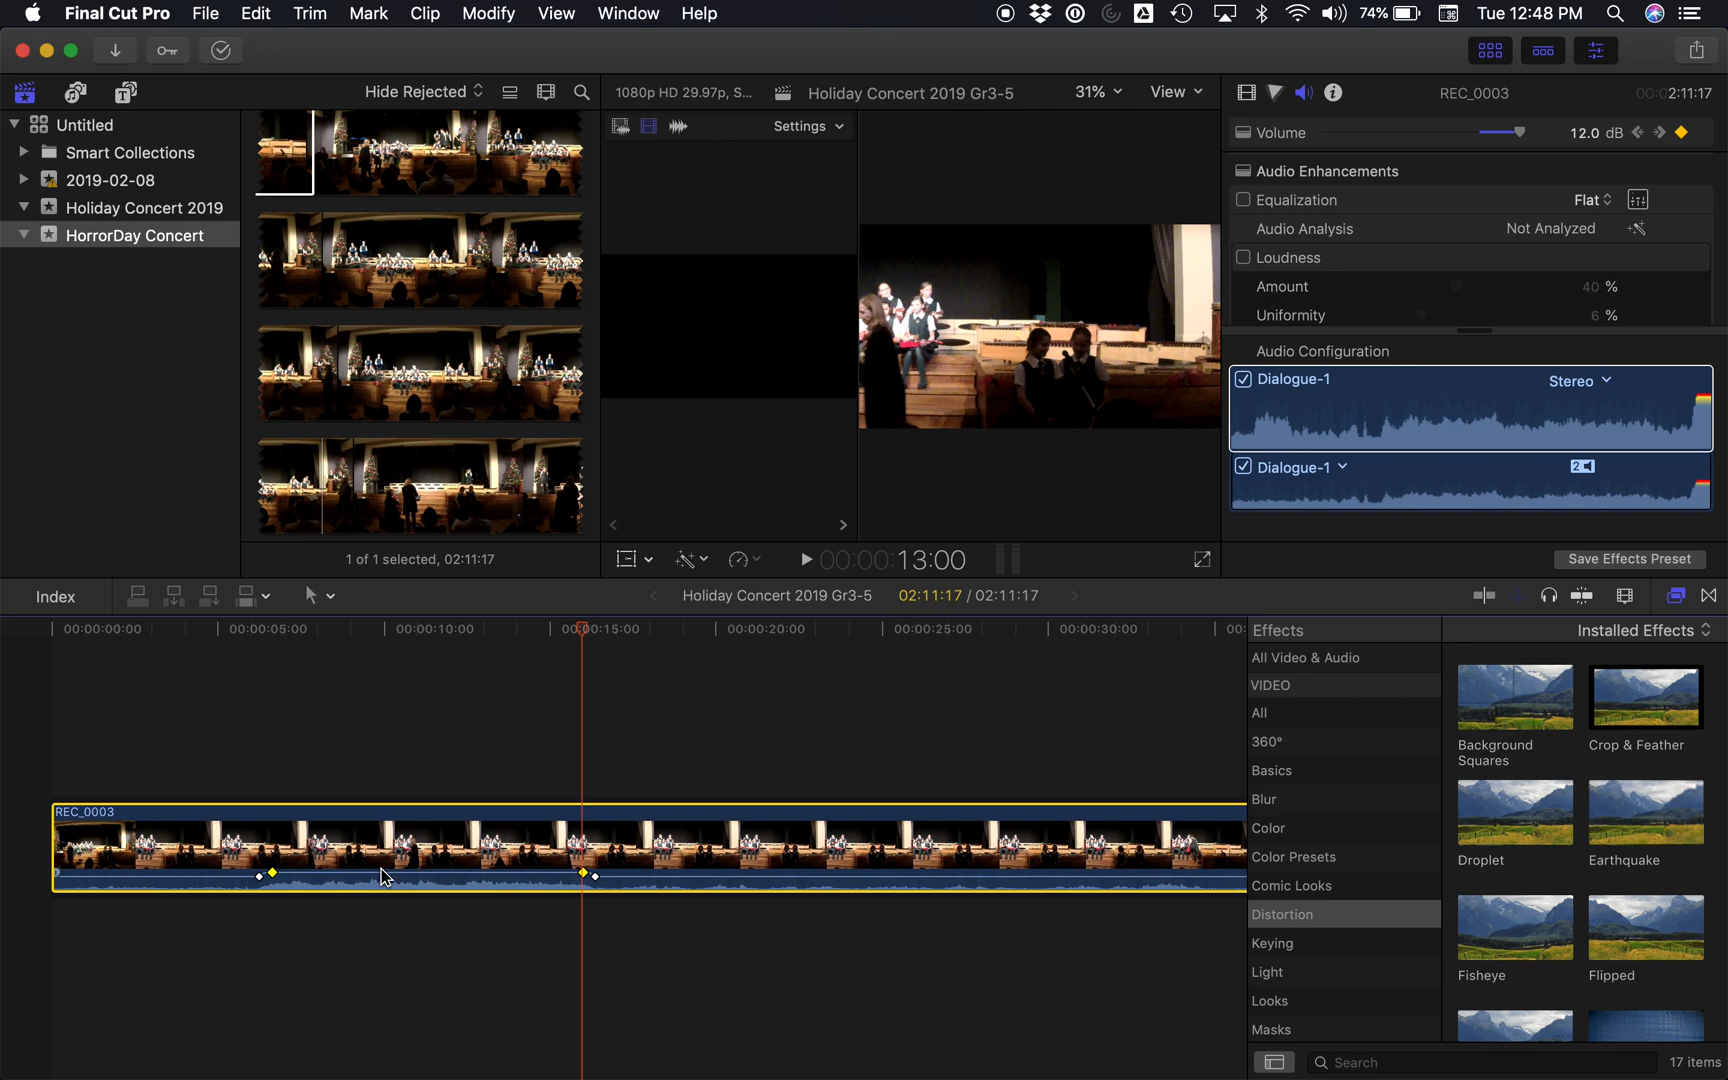 Final Cut Pro File Edit Trim Mark Clip Modify View Window Help 74% Tue 12:48 PM
Hide Rejected 1080p HD 29.97p, S... Holiday Concert 2019 Gr3-5 31% View REC_0003 00:02:11:17
Untitled
Smart Collections
2019-02-08
Holiday Concert 2019
HorrorDay Concert
1 of 1 selected, 02:11:17
Settings
00:00:00:13:00
Volume 12.0 dB
Audio Enhancements
Equalization Flat
Audio Analysis Not Analyzed
Loudness
Amount 40 %
Uniformity 6 %
Audio Configuration
Dialogue-1 Stereo
Dialogue-1 2
Save Effects Preset
Index Holiday Concert 2019 Gr3-5 02:11:17 / 02:11:17
00:00:00:00 00:00:05:00 00:00:10:00 00:00:15:00 00:00:20:00 00:00:25:00 00:00:30:00 00:
REC_0003
Effects Installed Effects
All Video & Audio
VIDEO
All
360°
Basics
Blur
Color
Color Presets
Comic Looks
Distortion
Keying
Light
Looks
Masks
Background Squares
Crop & Feather
Droplet
Earthquake
Fisheye
Flipped
Search 17 items